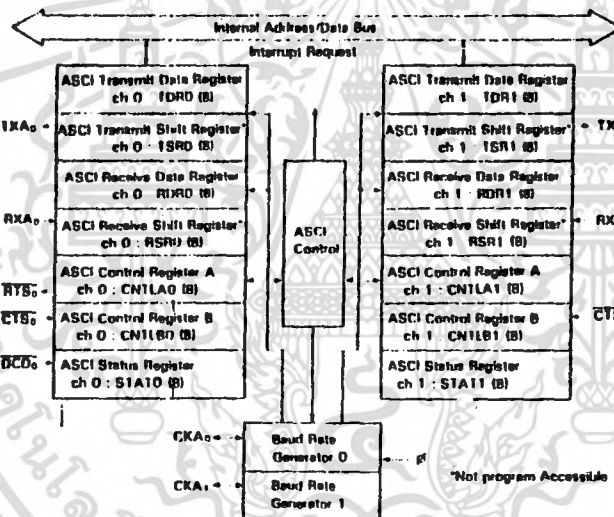 Internal Address/Data Bus
Interrupt Request
ASCI Transmit Data Register
ch 0 : TDR0 (8)
TXA₀
ASCI Transmit Shift Register*
ch 0 : TSR0 (8)
ASCI Receive Data Register
ch 0 : RDR0 (8)
RXA₀
ASCI Receive Shift Register*
ch 0 : RSR0 (8)
RTS₀
ASCI Control Register A
ch 0 : CNTLA0 (8)
CTS₀
ASCI Control Register B
ch 0 : CNTLB0 (8)
DCD₀
ASCI Status Register
ch 0 : STAT0 (8)
ASCI
Control
ASCI Transmit Data Register
ch 1 : TDR1 (8)
TX
ASCI Transmit Shift Register*
ch 1 : TSR1 (8)
ASCI Receive Data Register
ch 1 : RDR1 (8)
RX
ASCI Receive Shift Register*
ch 1 : RSR1 (8)
ASCI Control Register A
ch 1 : CNTLA1 (8)
CT
ASCI Control Register B
ch 1 : CNTLB1 (8)
ASCI Status Register
ch 1 : STAT1 (8)
CKA₀
Baud Rate
Generator 0
CKA₁
Baud Rate
Generator 1
*Not program Accessible